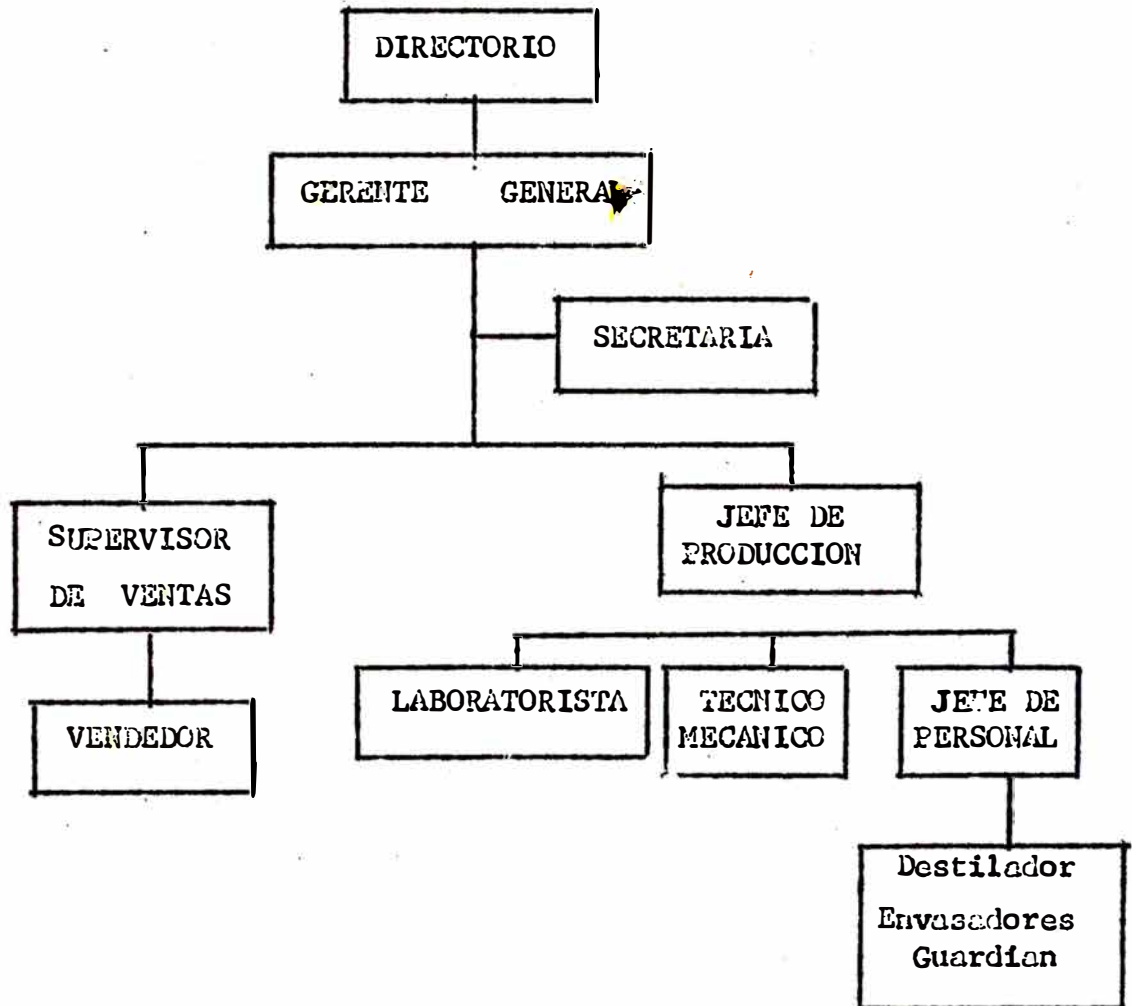 DIRECTORIO
GERENTE GENERAL
SECRETARIA
SUPERVISOR
DE VENTAS
JEFE DE
PRODUCCION
VENDEDOR
LABORATORISTA
TECNICO
MECANICO
JEFE DE
PERSONAL
Destilador
Envasadores
Guardian